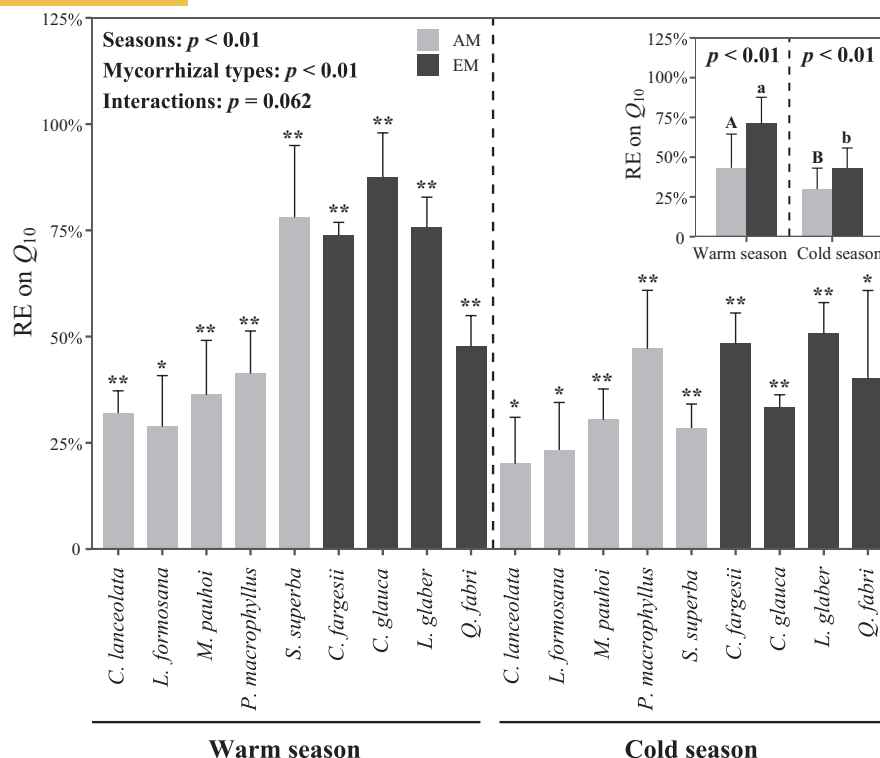 125%
100%
75%
50%
25%
0
RE on Q10
Seasons: p < 0.01
Mycorrhizal types: p < 0.01
Interactions: p = 0.062
AM
EM
** * ** ** ** ** ** ** **
* * ** ** ** ** ** ** *
125%
100%
75%
50%
25%
0
RE on Q10
p < 0.01 p < 0.01
A a B b
Warm season Cold season
C. lanceolata
L. formosana
M. pauhoi
P. macrophyllus
S. superba
C. fargesii
C. glauca
L. glaber
Q. fabri
C. lanceolata
L. formosana
M. pauhoi
P. macrophyllus
S. superba
C. fargesii
C. glauca
L. glaber
Q. fabri
Warm season Cold season